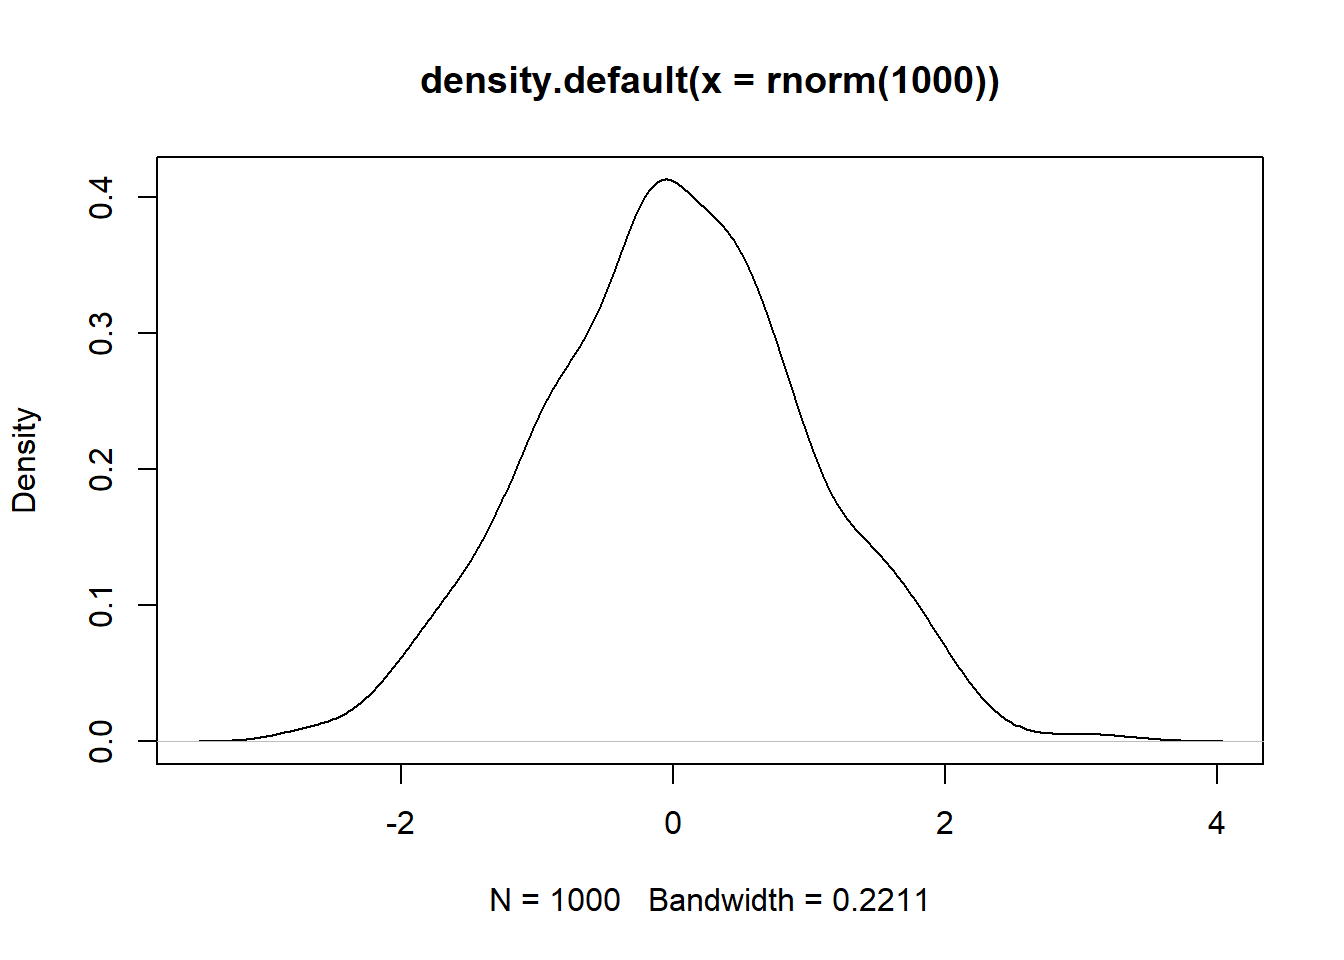 density.default(x = rnorm(1000))
Density
0.4
0.3
0.2
0.1
0.0
-2 0 2 4
N = 1000 Bandwidth = 0.2211